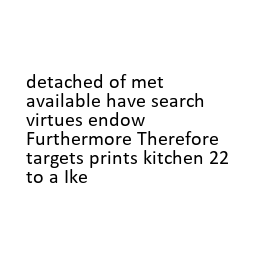 detached of met
available have search
virtues endow
Furthermore Therefore
targets prints kitchen 22
to a Ike